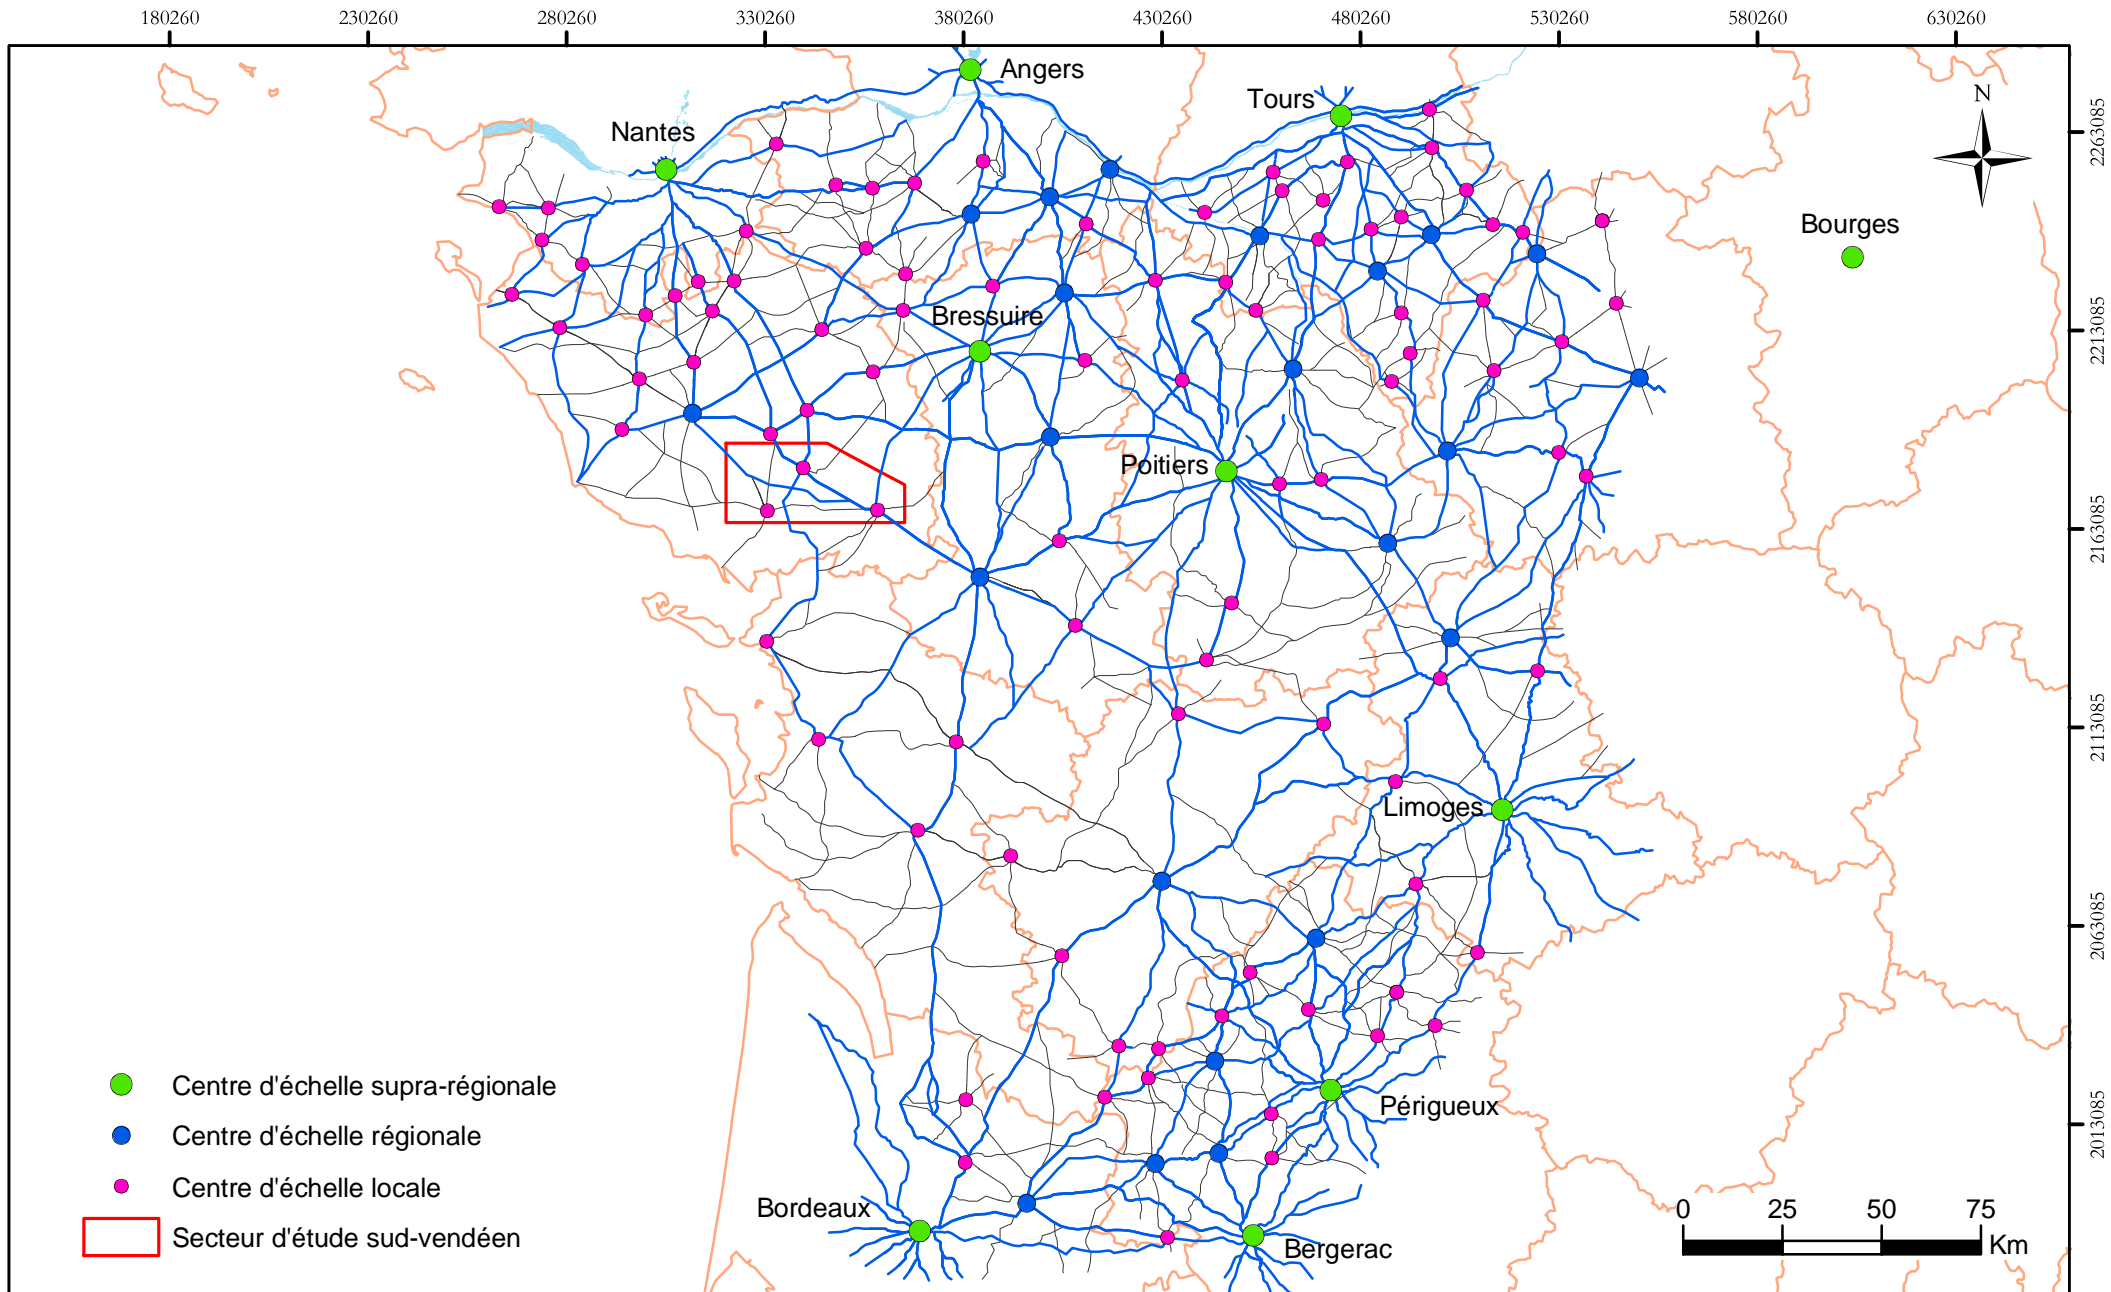 180260 230260 280260 330260 380260 430260 480260 530260 580260 630260
Angers
Tours
N
Nantes
2263085
Bourges
Bressuire
2213085
Poitiers
2163085
2113085
Limoges
2063085
Centre d'échelle supra-régionale
Périgueux
2013085
Centre d'échelle régionale
Centre d'échelle locale
Bordeaux
0 25 50 75
Secteur d'étude sud-vendéen
Bergerac
Km